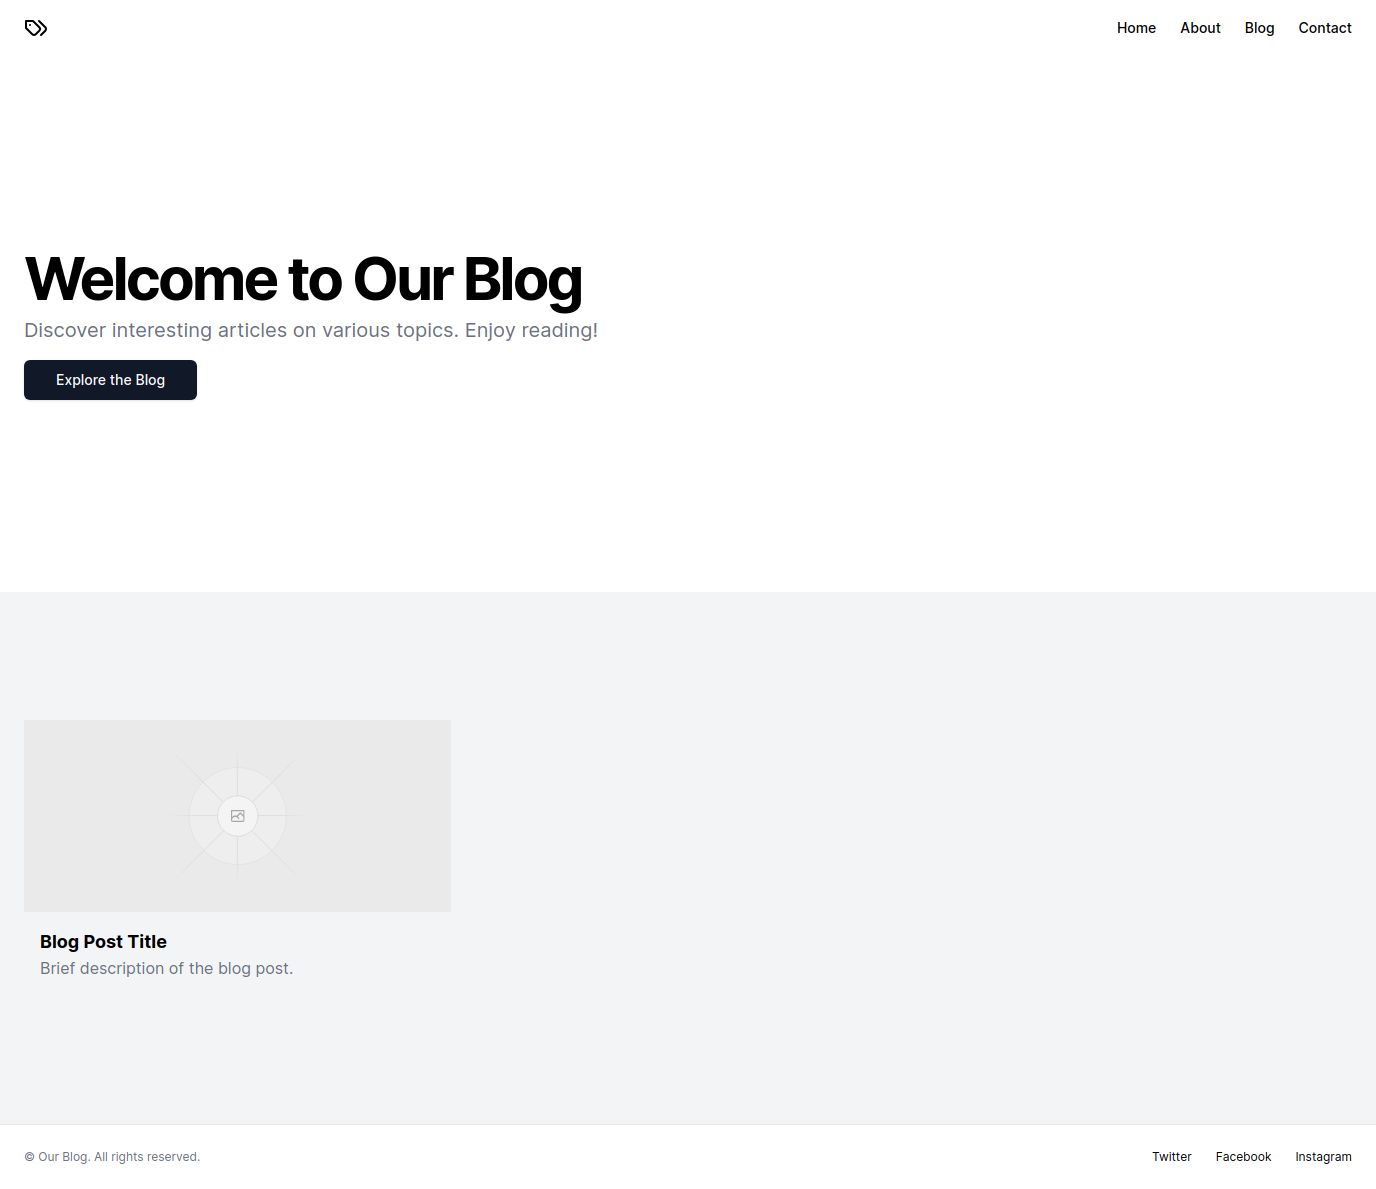 Home About Blog Contact
Welcome to Our Blog
Discover interesting articles on various topics. Enjoy reading!
Explore the Blog
Blog Post Title
Brief description of the blog post.
© Our Blog. All rights reserved.
Twitter Facebook Instagram